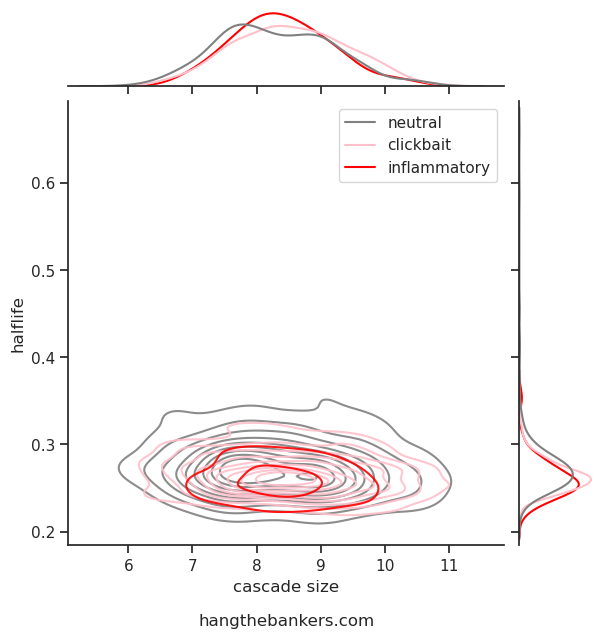 neutral
clickbait
inflammatory
0.6
0.5
0.4
0.3
0.2
halflife
6 7 8 9 10 11
cascade size
hangthebankers.com